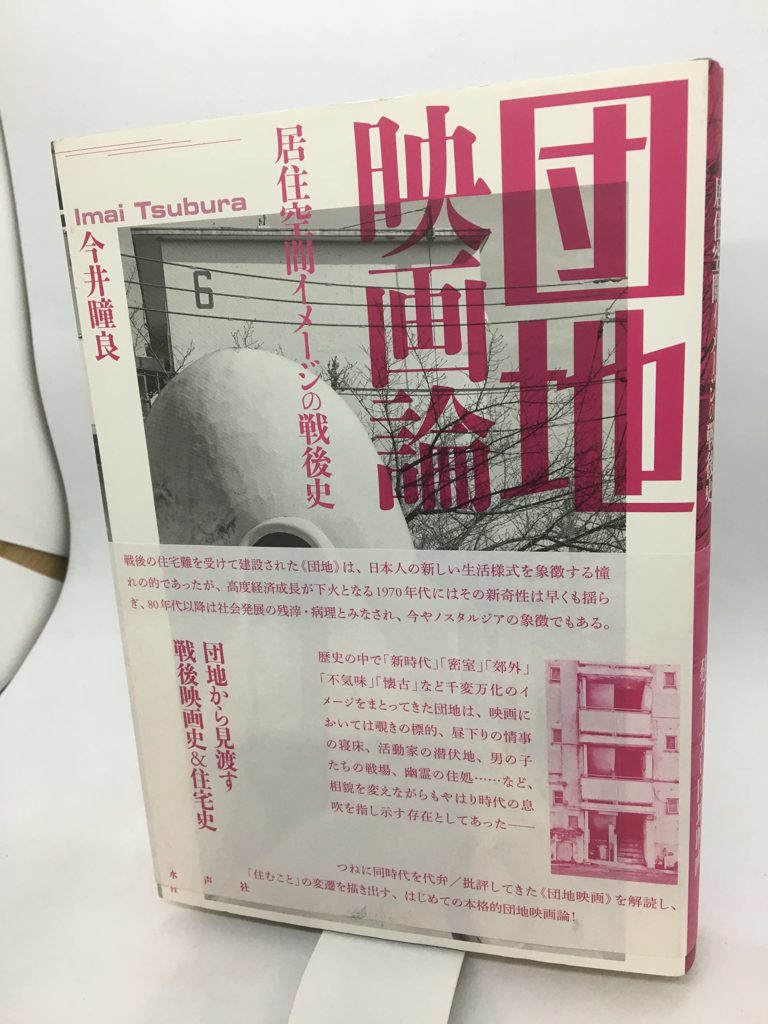 団地
映画論
居住空間イメージの戦後史
Imai Tsubura
今井瞳良
6
戦後の住宅難を受けて建設された《団地》は、日本人の新しい生活様式を象徴する憧
れの的であったが、高度経済成長が下火となる1970年代にはその新奇性は早くも揺ら
ぎ、80年代以降は社会発展の残滓・病理とみなされ、今やノスタルジアの象徴でもある。
歴史の中で「新時代」「密室」「郊外」
「不気味」「懐古」など千変万化のイ
メージをまとってきた団地は、映画に
おいては覗きの標的、昼下りの情事
の寝床、活動家の潜伏地、男の子
たちの戦場、幽霊の住処……など、
相貌を変えながらもやはり時代の息
吹を指し示す存在としてあった——
団地から見渡す
戦後映画史&住宅史
つねに同時代を代弁/批評してきた《団地映画》を解読し、
「住むこと」の変遷を描き出す、はじめての本格的団地映画論!
水声社
居住空間イメージの戦後史